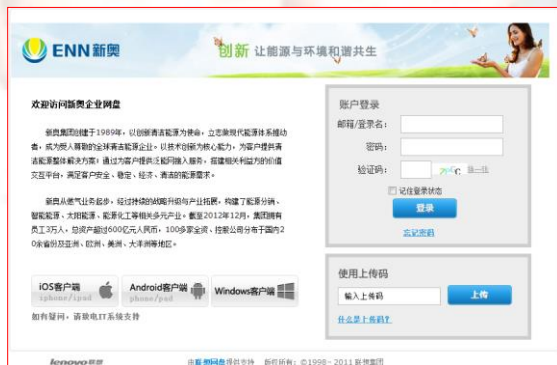 ENN新奥
创新 让能源与环境和谐共生
欢迎访问新奥企业网盘
新奥集团创建于1989年，以创新清洁能源为使命，立志做现代能源体系推动
者，成为受人尊敬的全球清洁能源企业。以技术创新为核心能力，为客户提供清
洁能源整体解决方案；通过为客户提供泛能网接入服务，搭建相关利益方的价值
交互平台，满足客户安全、稳定、经济、清洁的能源需求。
新奥从燃气业务起步，经过持续的战略升级与产业拓展，构建了能源分销、
智能能源、太阳能源、能源化工等相关多元产业。截至2012年12月，集团拥有
员工3万人，总资产超过600亿元人民币，100多家全资、控股公司分布于国内2
0余省份及亚洲、欧洲、美洲、大洋洲等地区。
iOS客户端
iphone/ipad
Android客户端
phone/pad
Windows客户端
如有疑问，请致电IT系统支持
账户登录
邮箱/登录名：
密码：
验证码：
换一张
记住登录状态
登录
忘记密码
使用上传码
输入上传码
上传
什么是上传码？
lenovo联想
由联想网盘提供支持 版权所有：©1998-2011 联想集团